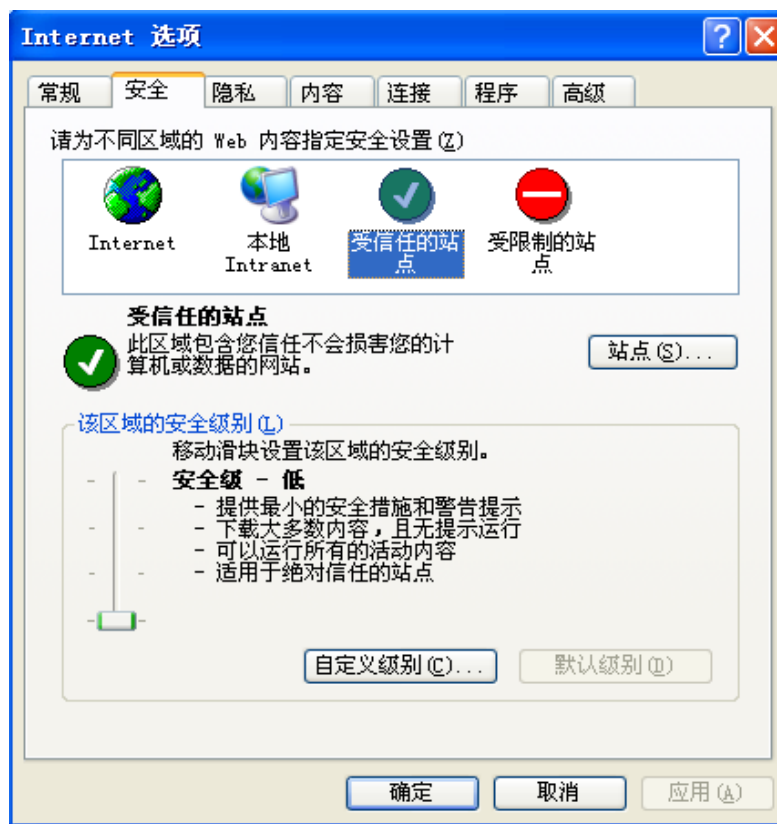 Internet 选项
常规 安全 隐私 内容 连接 程序 高级
请为不同区域的 Web 内容指定安全设置(Z)
Internet
本地
Intranet
受信任的站
点
受限制的站
点
受信任的站点
此区域包含您信任不会损害您的计
算机或数据的网站。
站点(S)...
该区域的安全级别(L)
移动滑块设置该区域的安全级别。
安全级 - 低
- 提供最小的安全措施和警告提示
- 下载大多数内容，且无提示运行
- 可以运行所有的活动内容
- 适用于绝对信任的站点
自定义级别(C)... 默认级别(D)
确定 取消 应用(A)